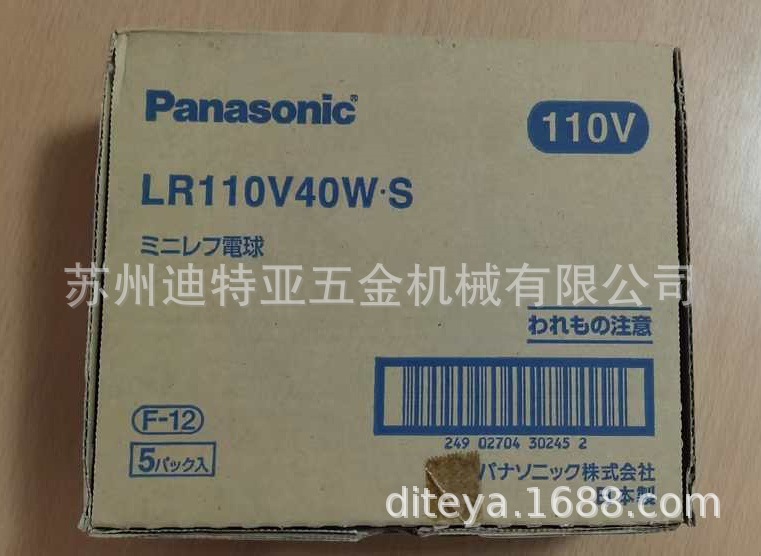 Panasonic®
110V
LR110V40W·S
ミニレフ電球
苏州迪特亚五金机械有限公司
われもの注意
F-12
249 02704 30245 2
5パック入
パナソニック株式会社
日本製
diteya.1688.com